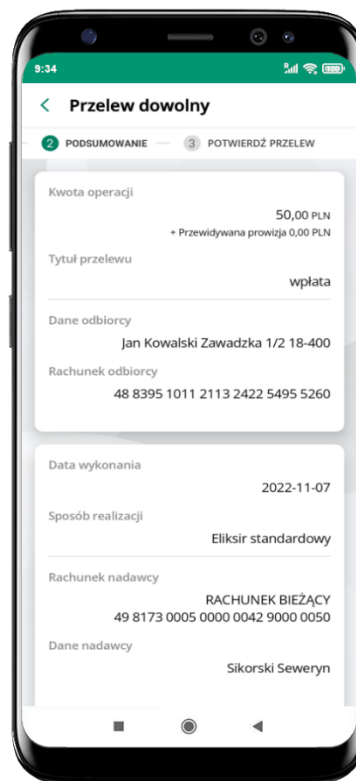 9:34
Przelew dowolny
2 PODSUMOWANIE 3 POTWIERDŹ PRZELEW
Kwota operacji
50,00 PLN
+ Przewidywana prowizja 0,00 PLN
Tytuł przelewu
wpłata
Dane odbiorcy
Jan Kowalski Zawadzka 1/2 18-400
Rachunek odbiorcy
48 8395 1011 2113 2422 5495 5260
Data wykonania
2022-11-07
Sposób realizacji
Eliksir standardowy
Rachunek nadawcy
RACHUNEK BIEŻĄCY
49 8173 0005 0000 0042 9000 0050
Dane nadawcy
Sikorski Seweryn